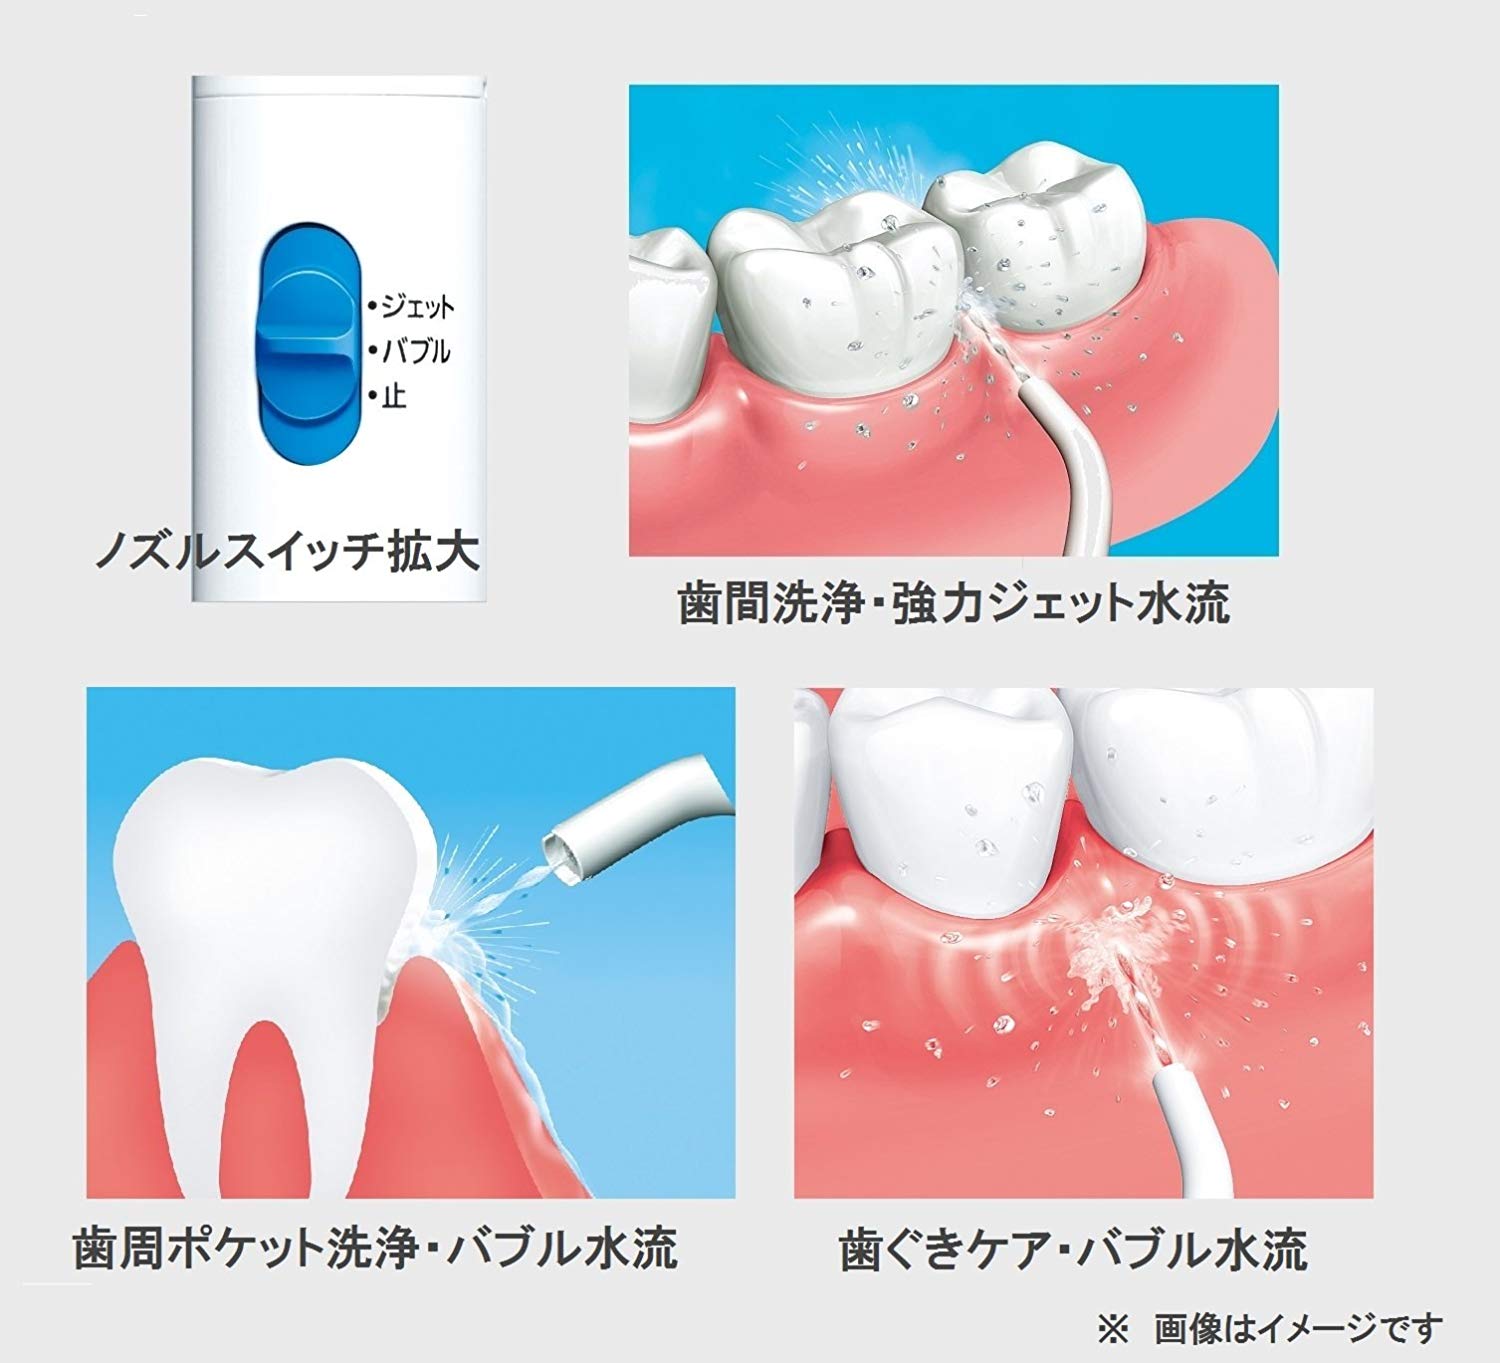 ・ジェット
・バブル
・止
ノズルスイッチ拡大
歯間洗浄・強力ジェット水流
歯周ポケット洗浄・バブル水流
歯ぐきケア・バブル水流
※ 画像はイメージです